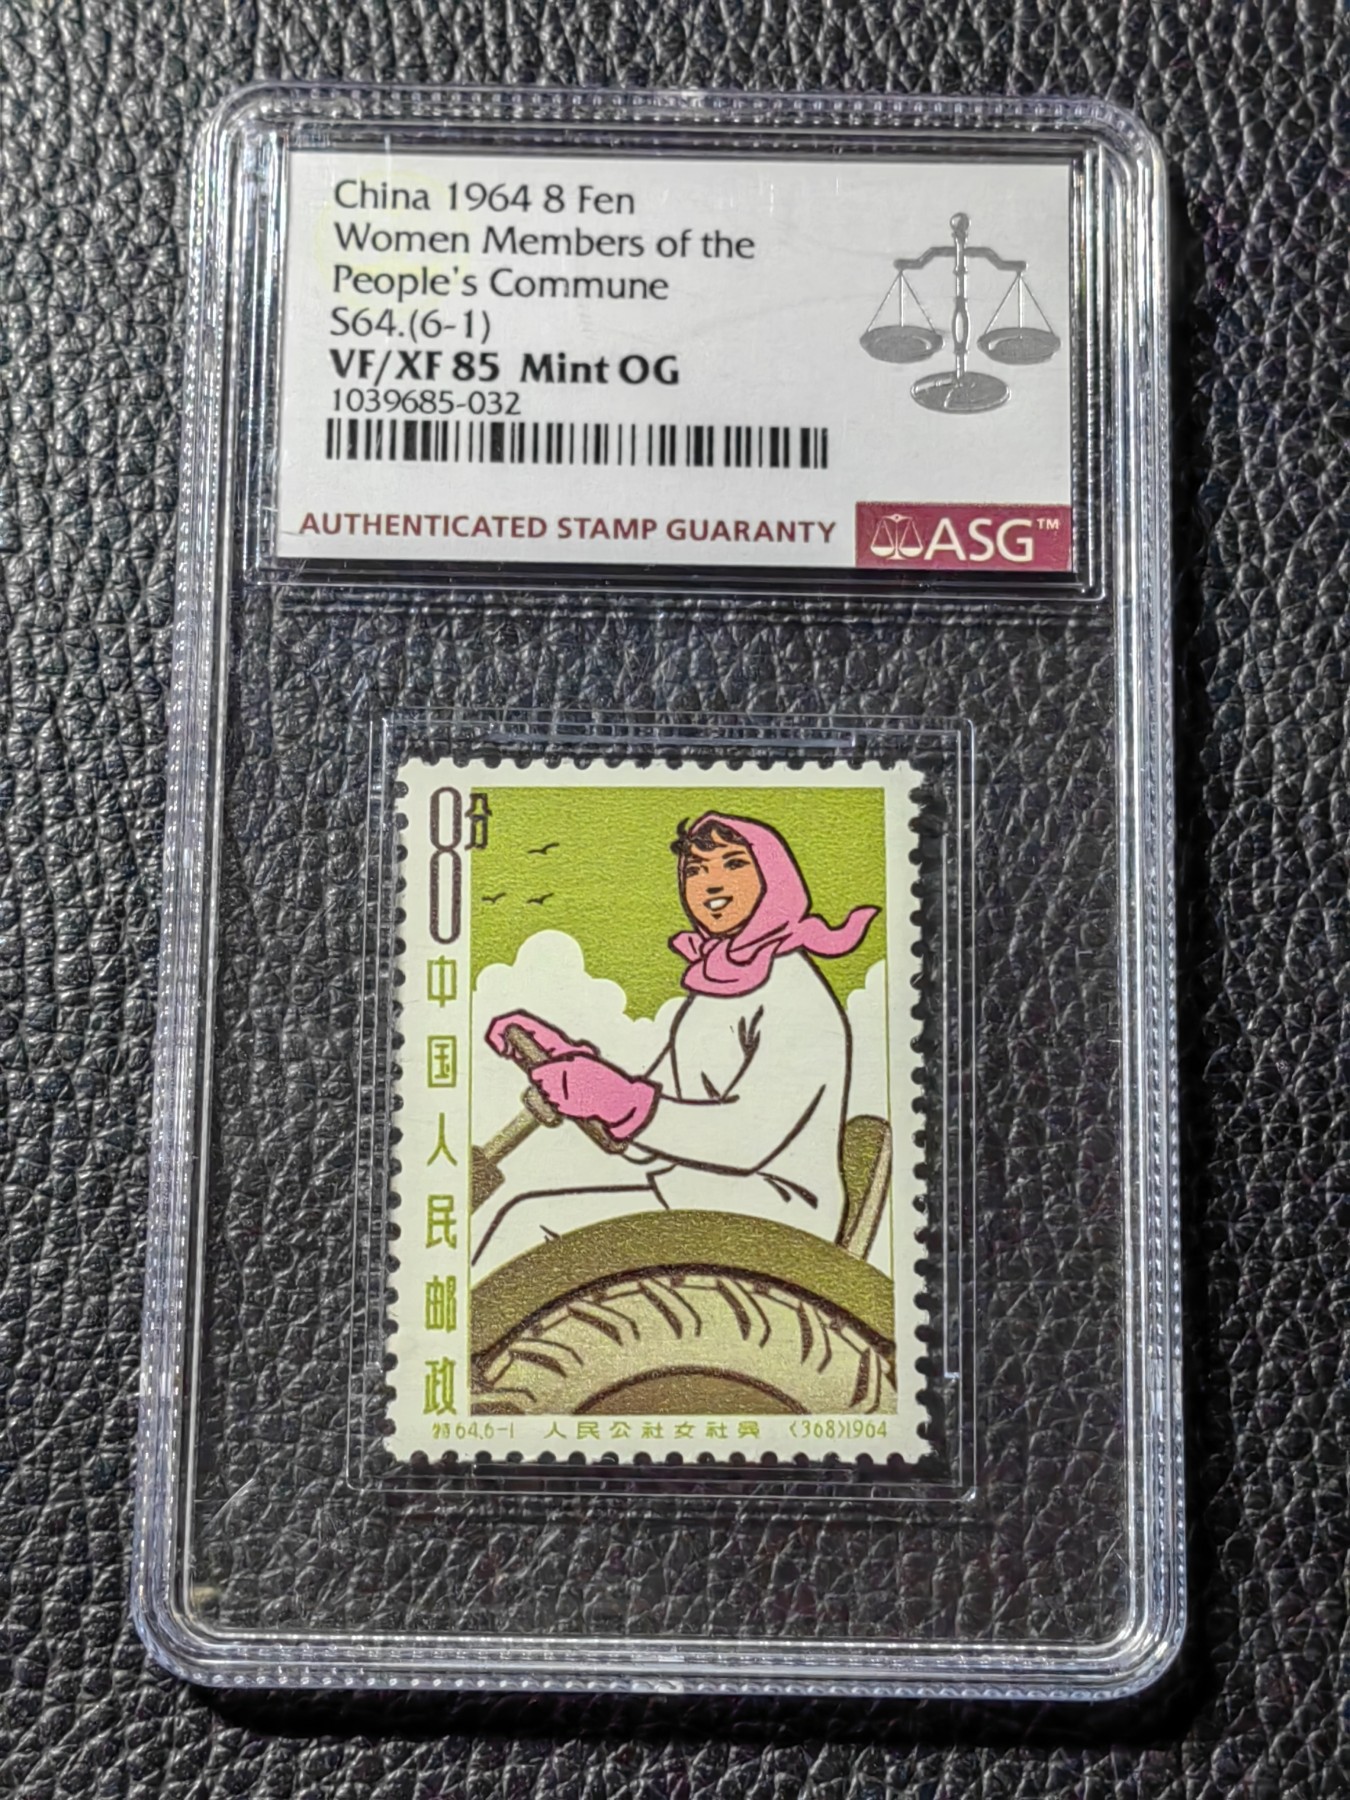 China 1964 8 Fen
Women Members of the
People's Commune
S64.(6-1)
VF/XF 85 Mint OG
1039685-032
AUTHENTICATED STAMP GUARANTY
ASG™
8分
中国人民邮政
特64.6-1 人民公社女社员 〈368〉1964